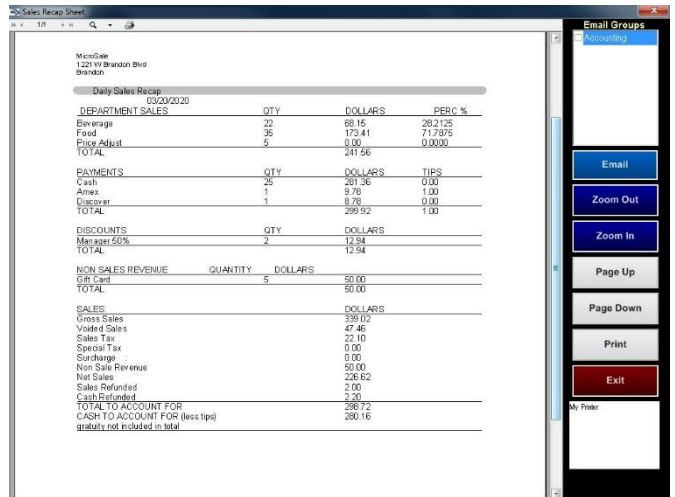 Sales Recap Sheet
1/1
MicroSale
1221 W Brandon Blvd
Brandon
Daily Sales Recap
03/20/2020
DEPARTMENT SALES QTY DOLLARS PERC %
Beverage 22 68.15 28.2125
Food 35 173.41 71.7875
Price Adjust 5 0.00 0.0000
TOTAL 241.56
PAYMENTS QTY DOLLARS TIPS
Cash 25 281.36 0.00
Amex 1 9.78 1.00
Discover 1 8.78 0.00
TOTAL 299.92 1.00
DISCOUNTS QTY DOLLAR
Manager 50% 2 12.94
TOTAL 12.94
NON SALES REVENUE QUANTITY DOLLARS
Gift Card 5 50.00
TOTAL 50.00
SALES DOLLARS
Gross Sales 339.02
Voided Sales 47.46
Sales Tax 22.10
Special Tax 0.00
Surcharge : 0.00
Non Sale Revenue 50.00
Net Sales 226.62
Sales Refunded 2.00
Cash Refunded 2.20
TOTAL TO ACCOUNT FOR 298.72
CASH TO ACCOUNT FOR (less tips) 280.16
gratuity not included in total
Email Groups
Accounting
Email
Zoom Out
Zoom In
Page Up
Page Down
Print
Exit
My Printer